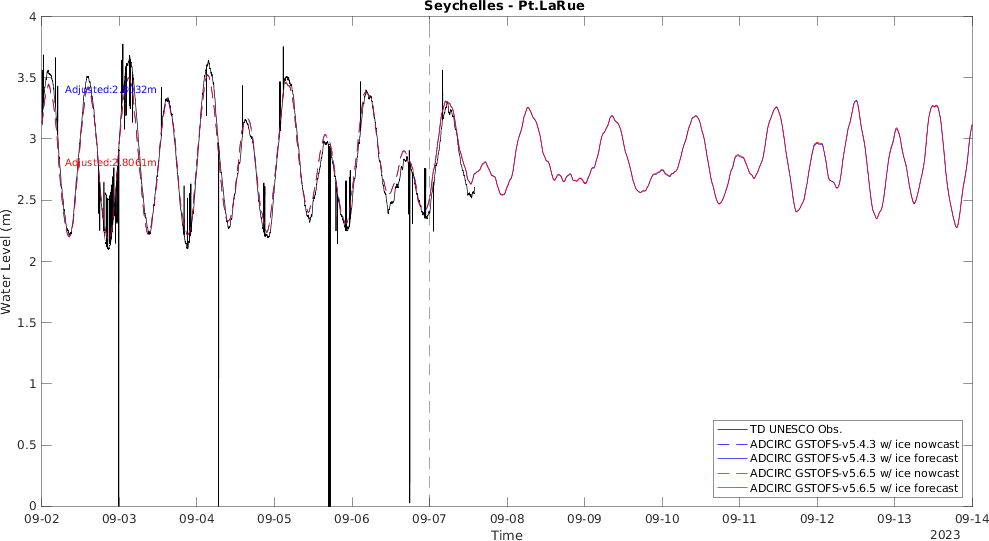 Seychelles - Pt.LaRue
4
3.5
3
2.5
2
1.5
1
0.5
0
Water Level (m)
Adjusted:2.8032m
Adjusted:2.8061m
TD UNESCO Obs.
ADCIRC GSTOFS-v5.4.3 w/ ice nowcast
ADCIRC GSTOFS-v5.4.3 w/ ice forecast
ADCIRC GSTOFS-v5.6.5 w/ ice nowcast
ADCIRC GSTOFS-v5.6.5 w/ ice forecast
09-02 09-03 09-04 09-05 09-06 09-07 09-08 09-09 09-10 09-11 09-12 09-13 09-14
Time
2023